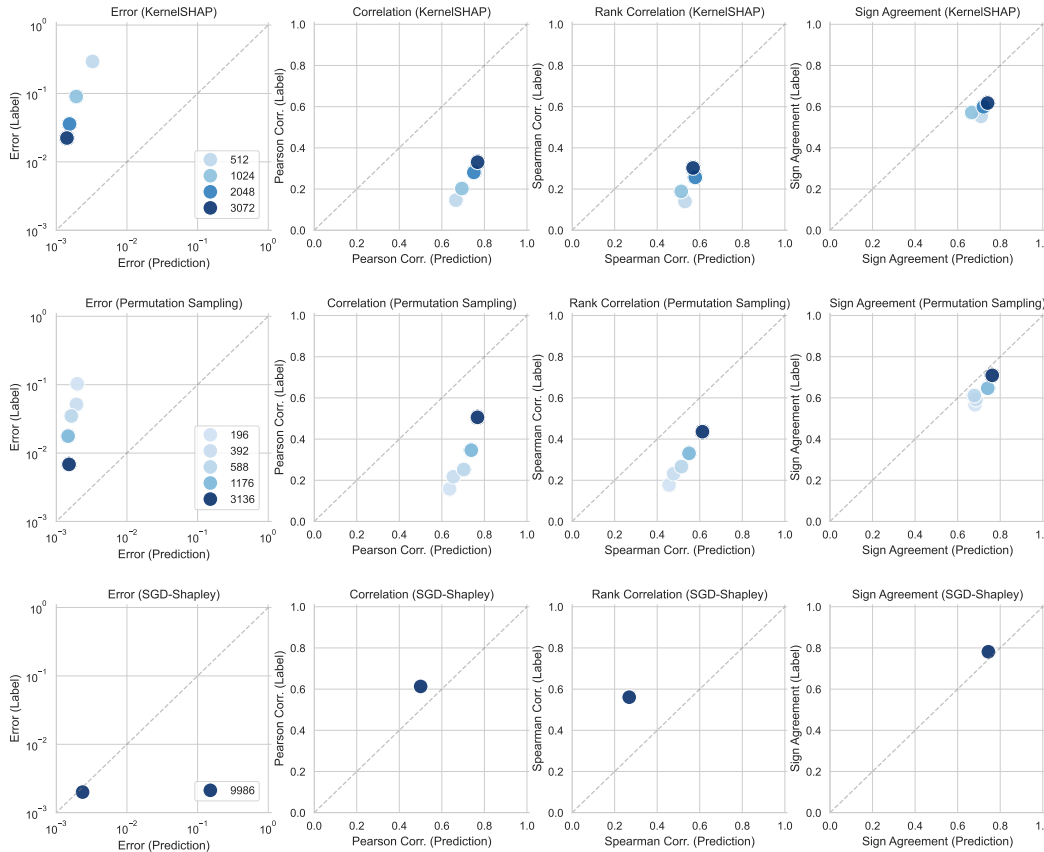 Error (KernelSHAP)
Correlation (KernelSHAP)
Rank Correlation (KernelSHAP)
Sign Agreement (KernelSHAP)
Error (Label)
10⁰
10⁻¹
10⁻²
10⁻³
512
1024
2048
3072
10⁻³ 10⁻² 10⁻¹ 10⁰
Error (Prediction)
Pearson Corr. (Label)
1.0
0.8
0.6
0.4
0.2
0.0
0.0 0.2 0.4 0.6 0.8 1.0
Pearson Corr. (Prediction)
Spearman Corr. (Label)
1.0
0.8
0.6
0.4
0.2
0.0
0.0 0.2 0.4 0.6 0.8 1.0
Spearman Corr. (Prediction)
Sign Agreement (Label)
1.0
0.8
0.6
0.4
0.2
0.0
0.0 0.2 0.4 0.6 0.8 1.
Sign Agreement (Prediction)
Error (Permutation Sampling)
Correlation (Permutation Sampling)
Rank Correlation (Permutation Sampling)
Sign Agreement (Permutation Sampling)
Error (Label)
10⁰
10⁻¹
10⁻²
10⁻³
196
392
588
1176
3136
10⁻³ 10⁻² 10⁻¹ 10⁰
Error (Prediction)
Pearson Corr. (Label)
1.0
0.8
0.6
0.4
0.2
0.0
0.0 0.2 0.4 0.6 0.8 1.0
Pearson Corr. (Prediction)
Spearman Corr. (Label)
1.0
0.8
0.6
0.4
0.2
0.0
0.0 0.2 0.4 0.6 0.8 1.0
Spearman Corr. (Prediction)
Sign Agreement (Label)
1.0
0.8
0.6
0.4
0.2
0.0
0.0 0.2 0.4 0.6 0.8 1.
Sign Agreement (Prediction)
Error (SGD-Shapley)
Correlation (SGD-Shapley)
Rank Correlation (SGD-Shapley)
Sign Agreement (SGD-Shapley)
Error (Label)
10⁰
10⁻¹
10⁻²
10⁻³
9986
10⁻³ 10⁻² 10⁻¹ 10⁰
Error (Prediction)
Pearson Corr. (Label)
1.0
0.8
0.6
0.4
0.2
0.0
0.0 0.2 0.4 0.6 0.8 1.0
Pearson Corr. (Prediction)
Spearman Corr. (Label)
1.0
0.8
0.6
0.4
0.2
0.0
0.0 0.2 0.4 0.6 0.8 1.0
Spearman Corr. (Prediction)
Sign Agreement (Label)
1.0
0.8
0.6
0.4
0.2
0.0
0.0 0.2 0.4 0.6 0.8 1.
Sign Agreement (Prediction)